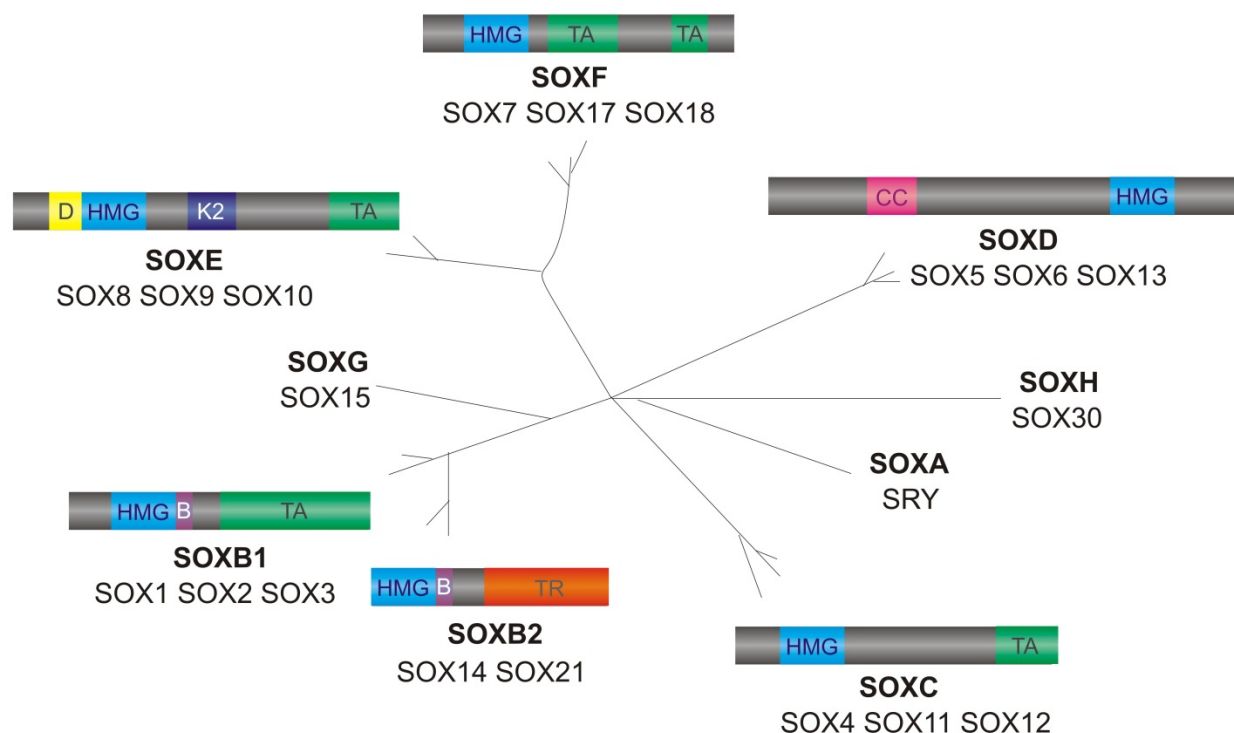 HMG TA TA
SOXF
SOX7 SOX17 SOX18
D HMG K2 TA
SOXE
SOX8 SOX9 SOX10
CC HMG
SOXD
SOX5 SOX6 SOX13
SOXG
SOX15
SOXH
SOX30
SOXA
SRY
HMG B TA
SOXB1
SOX1 SOX2 SOX3
HMG B TR
SOXB2
SOX14 SOX21
HMG TA
SOXC
SOX4 SOX11 SOX12